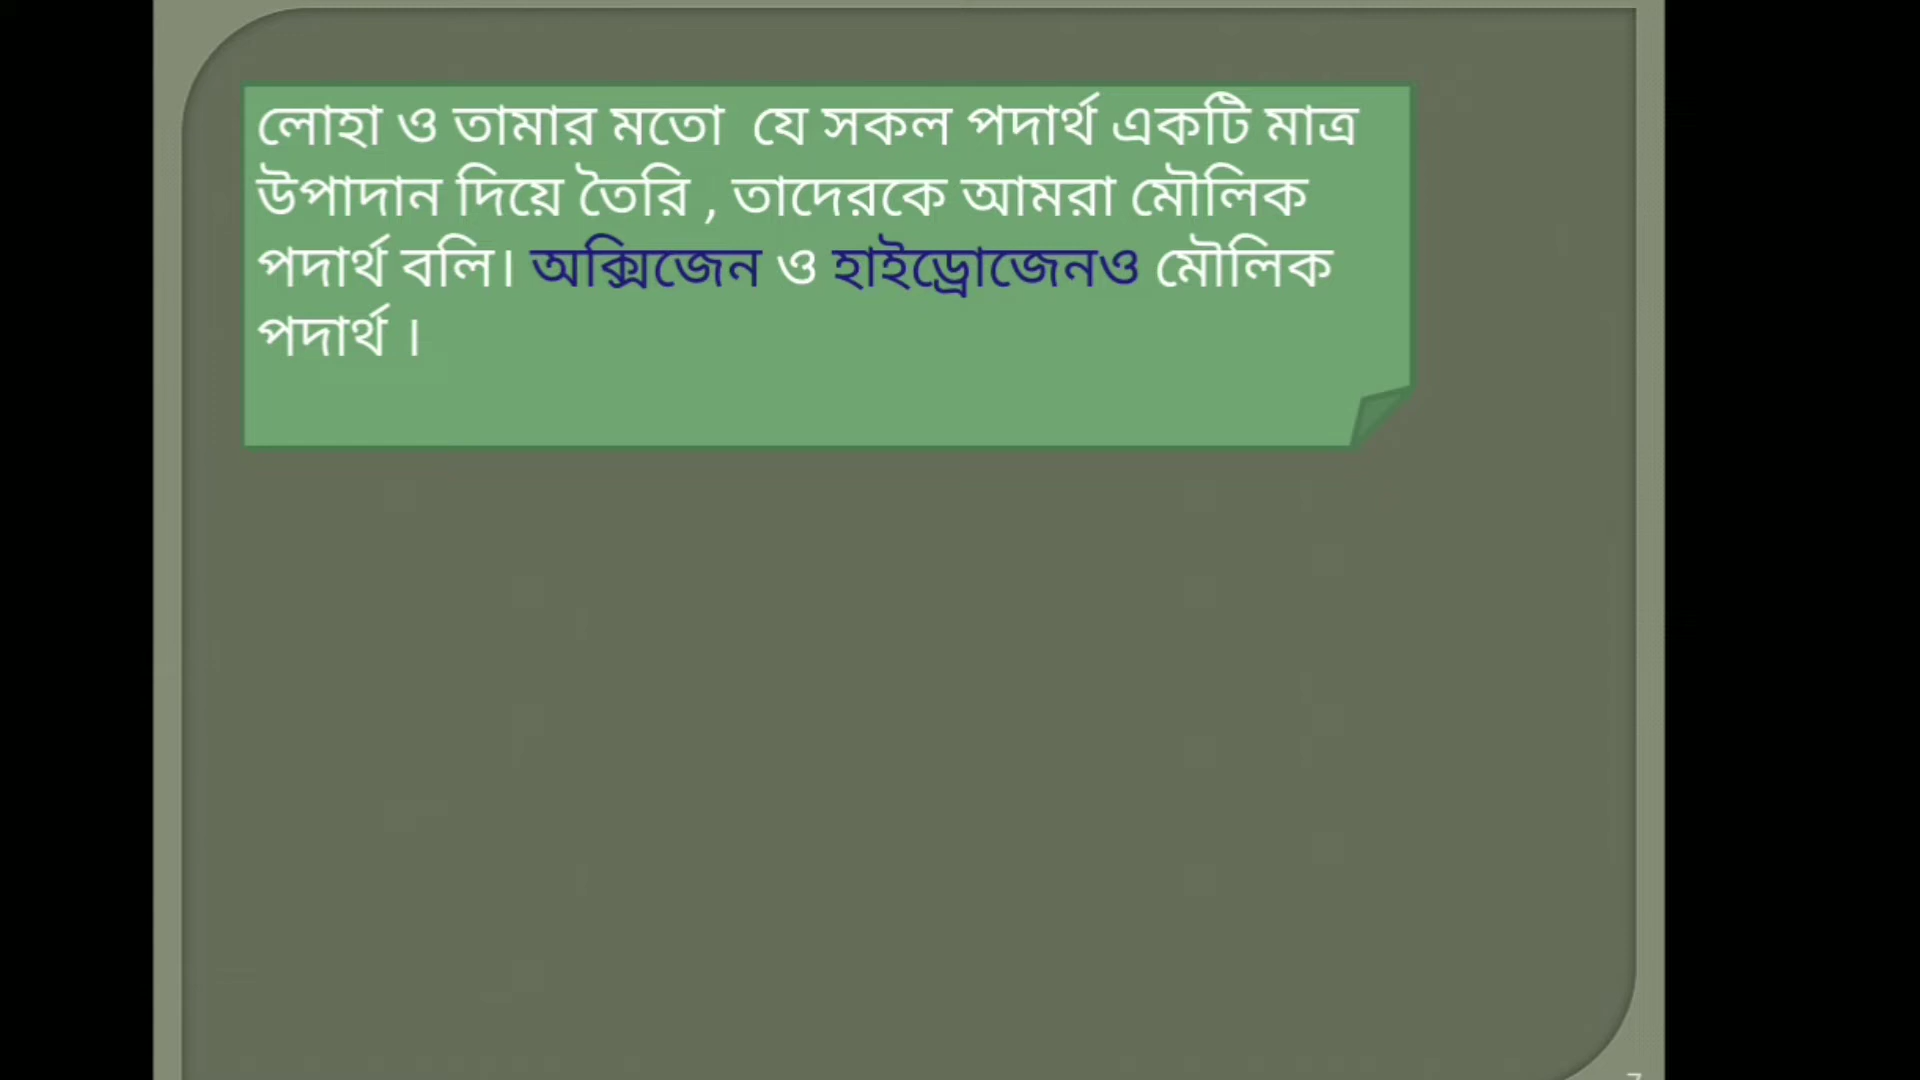 লোহা ও তামার মতো  যে সকল পদার্থ একটি মাত্র
উপাদান দিয়ে তৈরি , তাদেরকে আমরা মৌলিক
পদার্থ বলি। অক্সিজেন ও হাইড্রোজেনও মৌলিক
পদার্থ ।